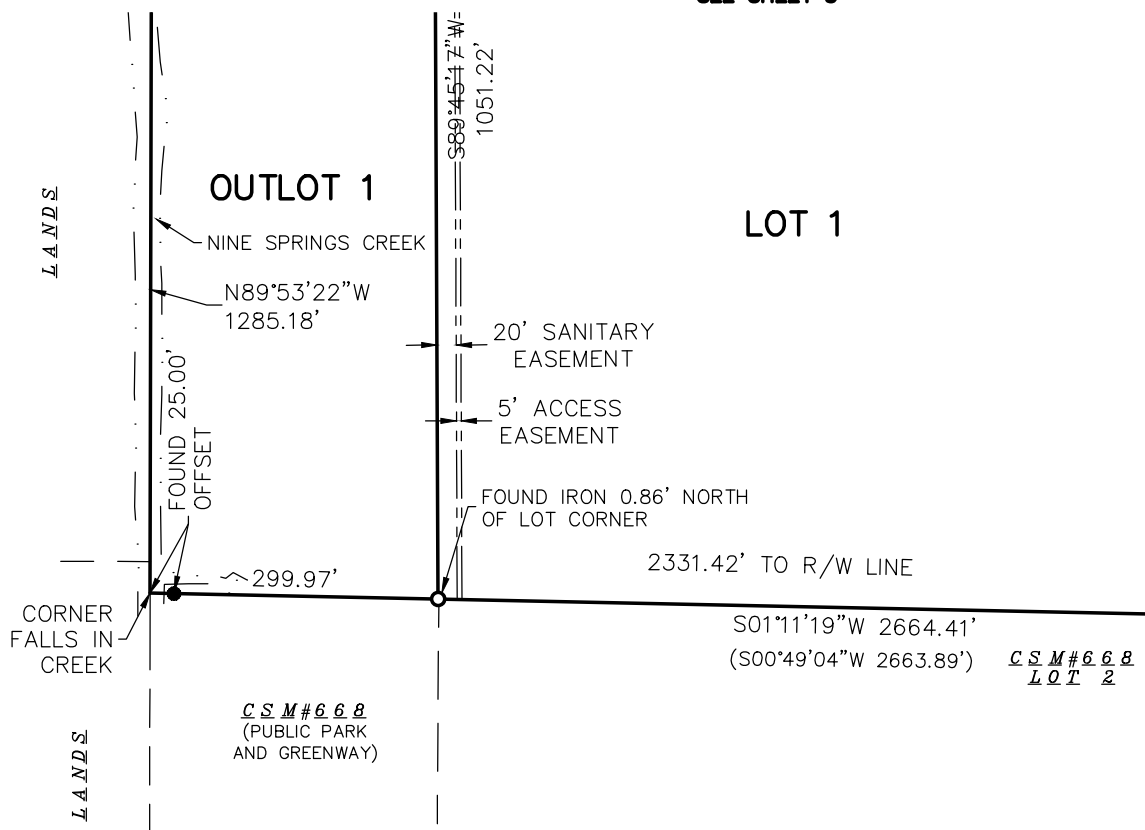 S89°45'17"W
1051.22'
OUTLOT 1
LOT 1
LANDS
NINE SPRINGS CREEK
N89°53'22"W
1285.18'
20' SANITARY
EASEMENT
5' ACCESS
EASEMENT
FOUND 25.00'
OFFSET
FOUND IRON 0.86' NORTH
OF LOT CORNER
2331.42' TO R/W LINE
299.97'
CORNER
FALLS IN
CREEK
S01°11'19"W 2664.41'
(S00°49'04"W 2663.89')
CSM#668
LOT 2
CSM#668
(PUBLIC PARK
AND GREENWAY)
LANDS